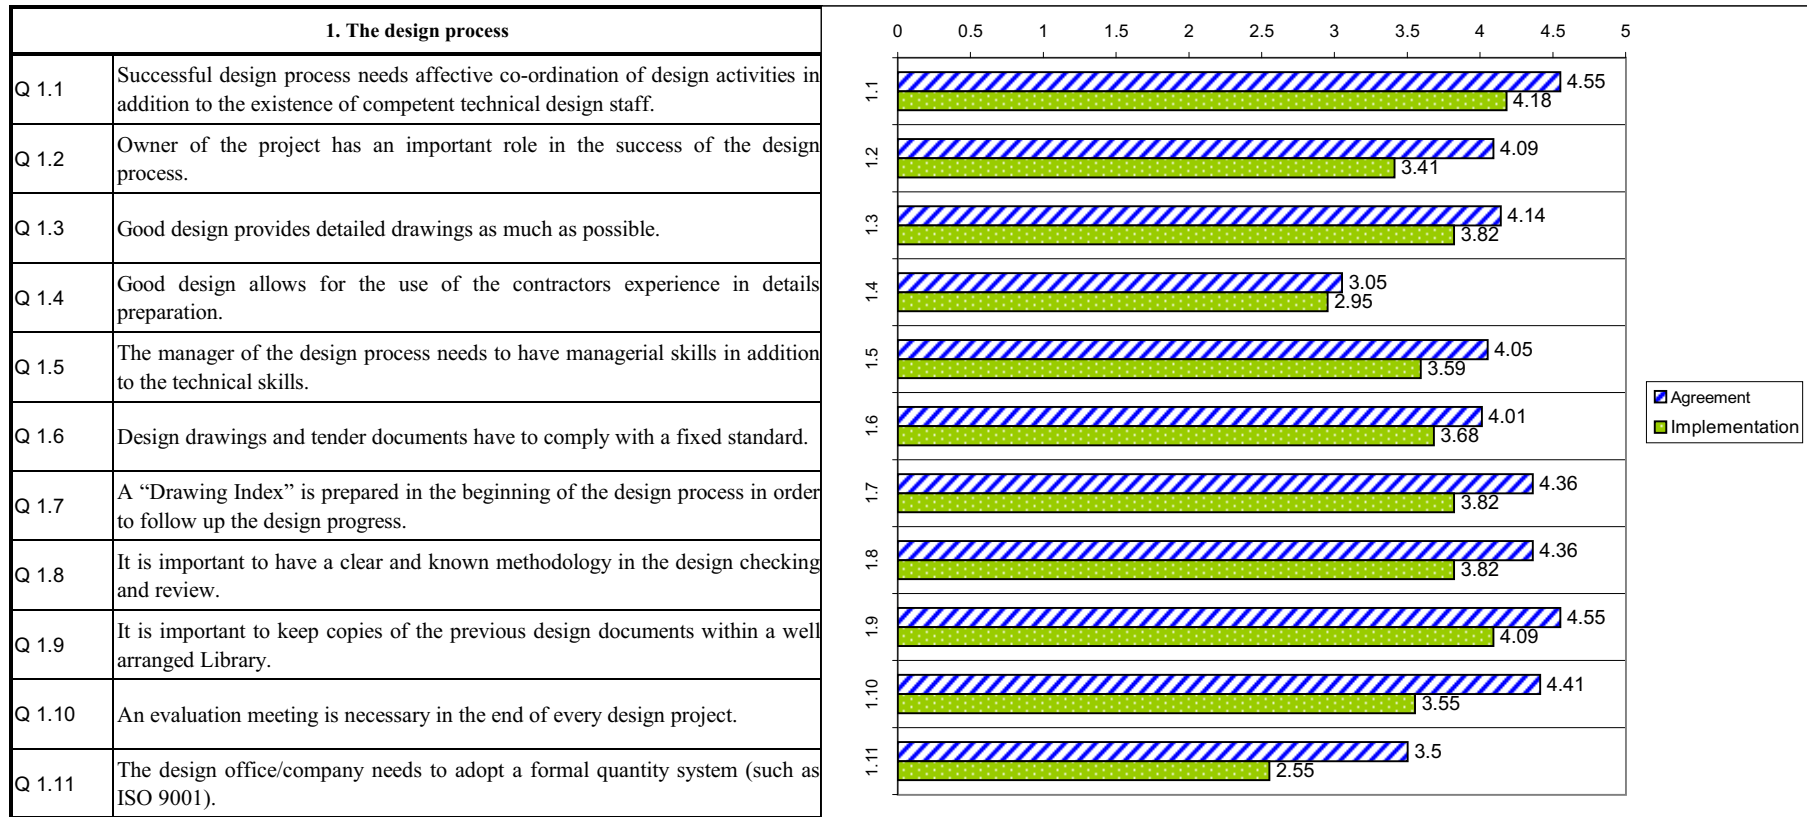 1. The design process
Q 1.1
Successful design process needs affective co-ordination of design activities in
addition to the existence of competent technical design staff.
Q 1.2
Owner of the project has an important role in the success of the design
process.
Q 1.3
Good design provides detailed drawings as much as possible.
Q 1.4
Good design allows for the use of the contractors experience in details
preparation.
Q 1.5
The manager of the design process needs to have managerial skills in addition
to the technical skills.
Q 1.6
Design drawings and tender documents have to comply with a fixed standard.
Q 1.7
A “Drawing Index” is prepared in the beginning of the design process in order
to follow up the design progress.
Q 1.8
It is important to have a clear and known methodology in the design checking
and review.
Q 1.9
It is important to keep copies of the previous design documents within a well
arranged Library.
Q 1.10
An evaluation meeting is necessary in the end of every design project.
Q 1.11
The design office/company needs to adopt a formal quantity system (such as
ISO 9001).
0 0.5 1 1.5 2 2.5 3 3.5 4 4.5 5
1.1
4.55
4.18
1.2
4.09
3.41
1.3
4.14
3.82
1.4
3.05
2.95
1.5
4.05
3.59
1.6
4.01
3.68
1.7
4.36
3.82
1.8
4.36
3.82
1.9
4.55
4.09
1.10
4.41
3.55
1.11
3.5
2.55
Agreement
Implementation